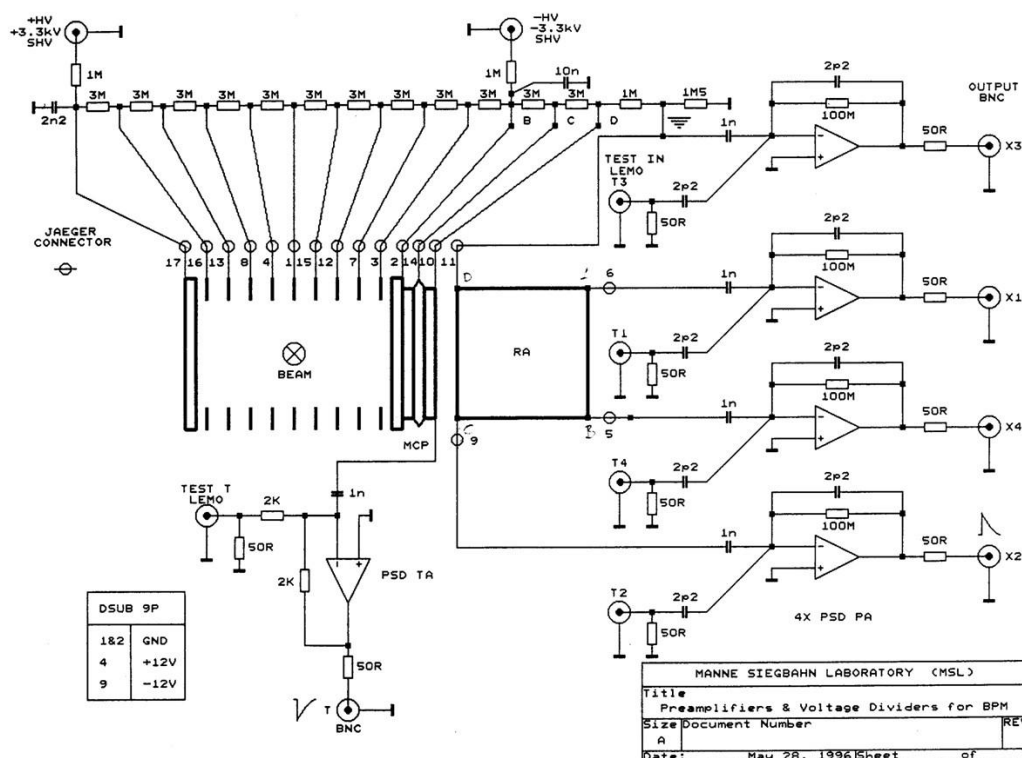 +HV
+3.3kV
SHV
-HV
-3.3kV
SHV
1M
1M
10n
3M 3M 3M 3M 3M 3M 3M 3M 3M 3M 3M 3M 1M 1M5
2n2
B C D
2p2
100M
1n
50R
OUTPUT
BNC
X3
TEST IN
LEMO
T3
2p2
50R
JAEGER
CONNECTOR
17 16 13 8 4 1 15 12 7 3 2 14 10 11
BEAM
MCP
D
RA
C
B
6
5
9
2p2
100M
1n
50R
X1
T1
2p2
50R
2p2
100M
1n
50R
X4
T4
2p2
50R
2p2
100M
1n
50R
X2
T2
2p2
50R
4X PSD PA
TEST T
LEMO
2K
1n
50R
2K
PSD TA
50R
T
BNC
DSUB 9P
1&2 GND
4 +12V
9 -12V
MANNE SIEGBAHN LABORATORY (MSL)
Title
Preamplifiers & Voltage Dividers for BPM
Size Document Number RE
A
Date: May 28, 1996 Sheet of